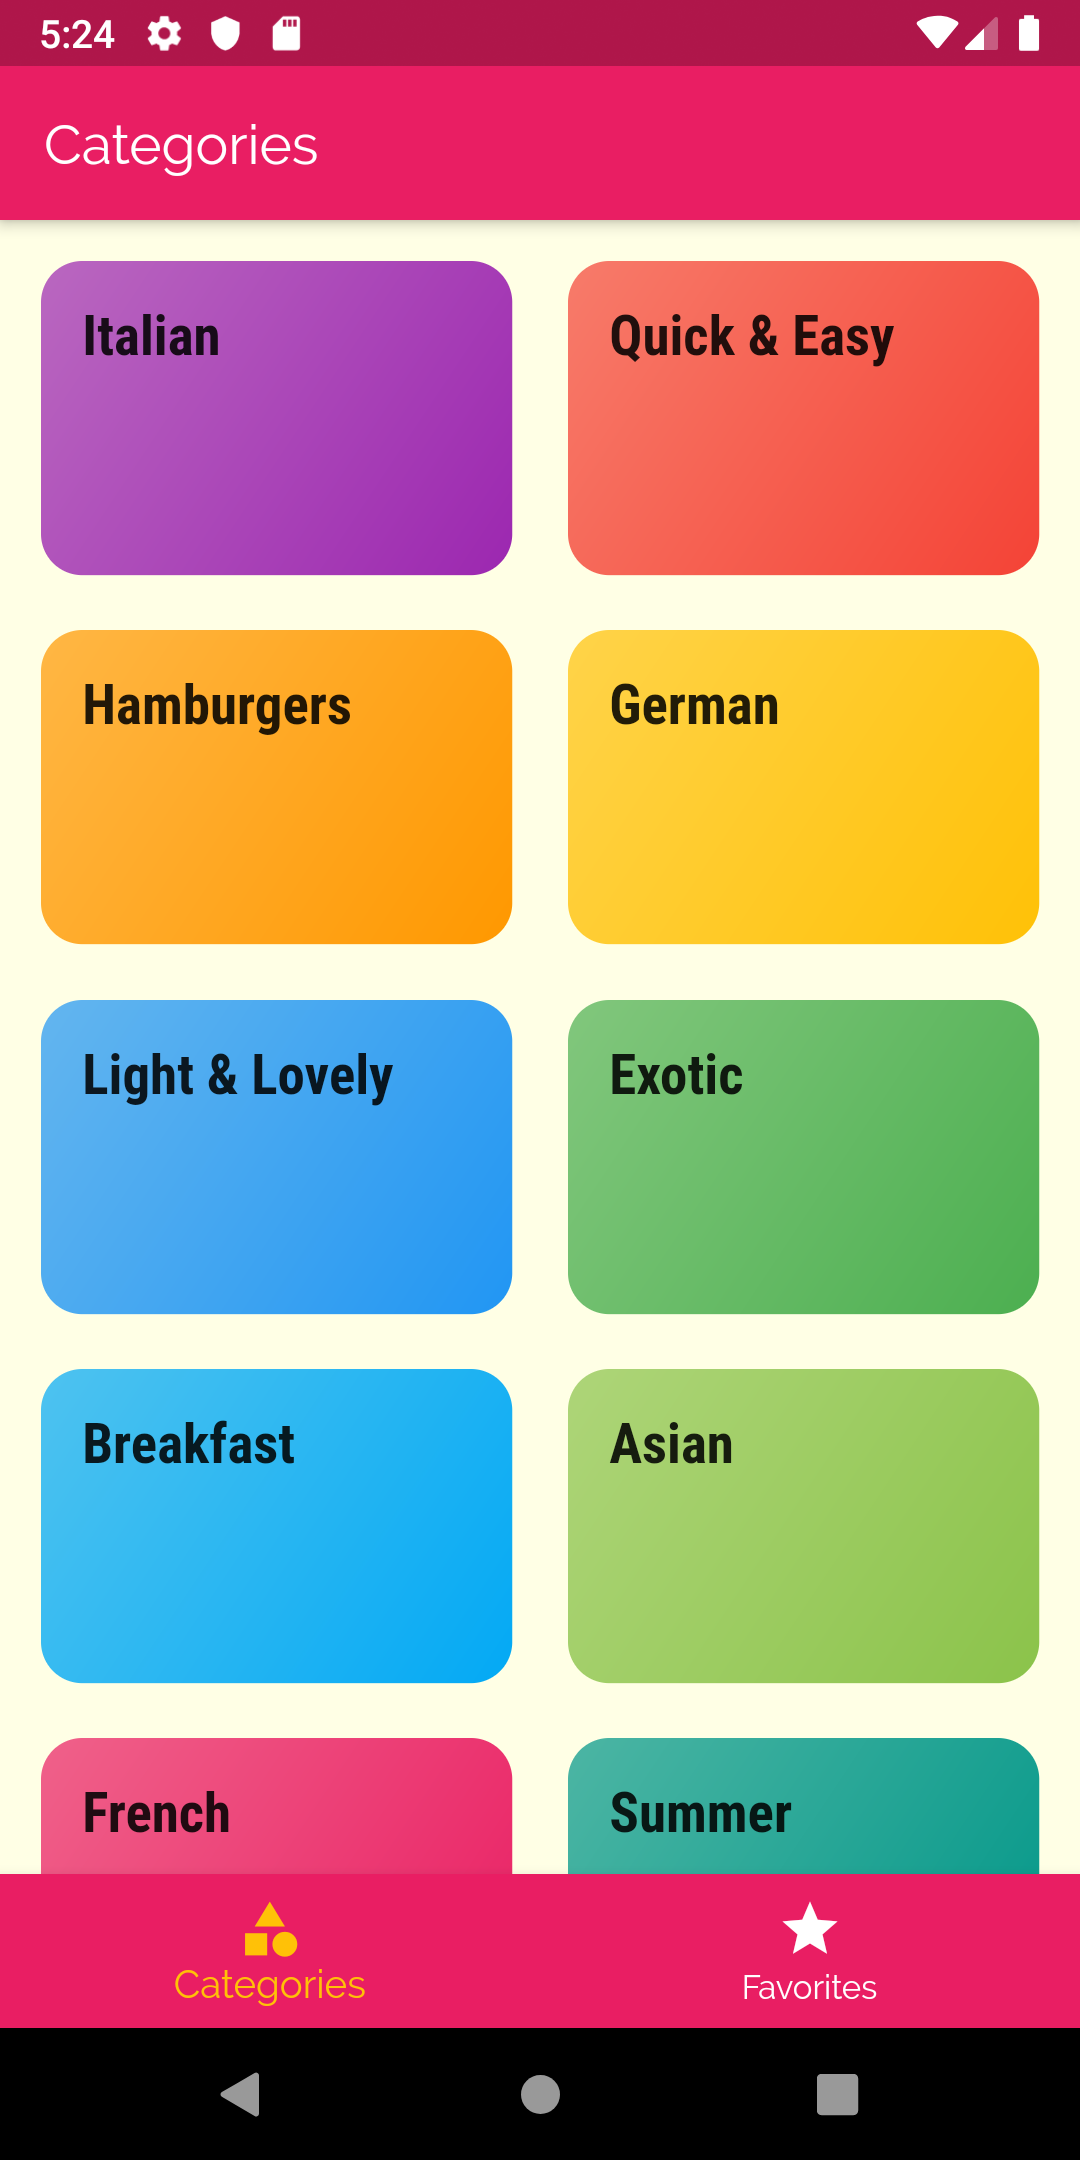 5:24
Categories
Italian
Quick & Easy
Hamburgers
German
Light & Lovely
Exotic
Breakfast
Asian
French
Summer
Categories
Favorites